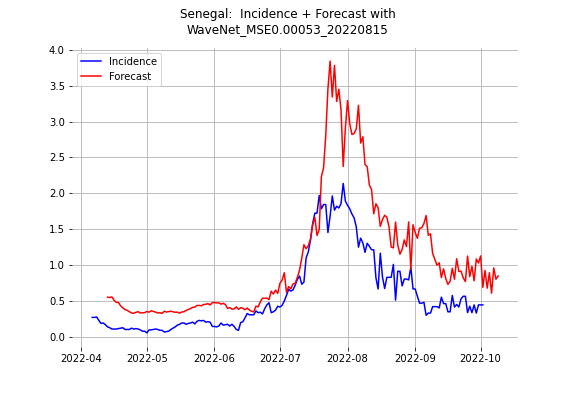 Senegal:  Incidence + Forecast with
WaveNet_MSE0.00053_20220815
Incidence
Forecast
4.0
3.5
3.0
2.5
2.0
1.5
1.0
0.5
0.0
2022-04 2022-05 2022-06 2022-07 2022-08 2022-09 2022-10